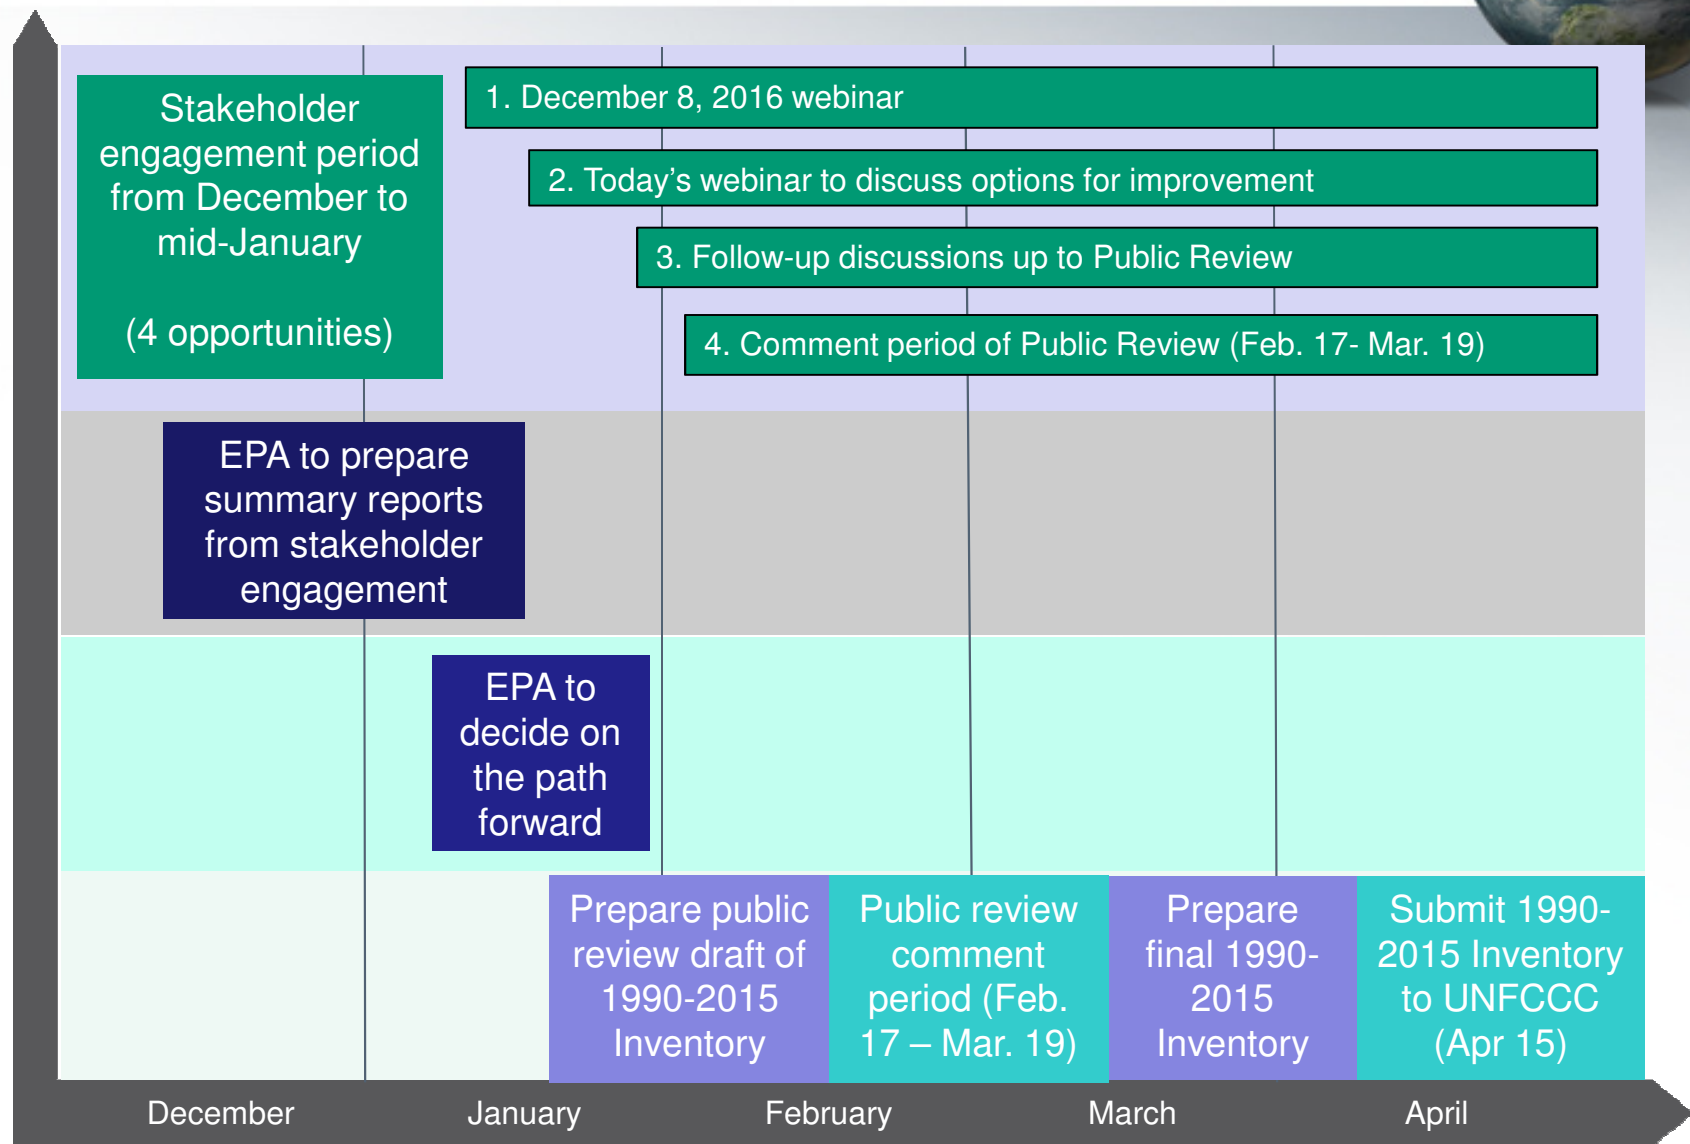 Stakeholder
engagement period
from December to
mid-January
(4 opportunities)
1. December 8, 2016 webinar
2. Today's webinar to discuss options for improvement
3. Follow-up discussions up to Public Review
4. Comment period of Public Review (Feb. 17- Mar. 19)
EPA to prepare
summary reports
from stakeholder
engagement
EPA to
decide on
the path
forward
Prepare public
review draft of
1990-2015
Inventory
Public review
comment
period (Feb.
17 – Mar. 19)
Prepare
final 1990-
2015
Inventory
Submit 1990-
2015 Inventory
to UNFCCC
(Apr 15)
December January February March April